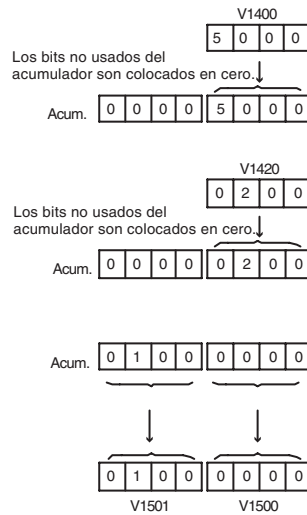 V1400
5 0 0 0
Los bits no usados del
acumulador son colocados en cero.
Acum. 0 0 0 0 5 0 0 0
V1420
0 2 0 0
Los bits no usados del
acumulador son colocados en cero.
Acum. 0 0 0 0 0 2 0 0
Acum. 0 1 0 0 0 0 0 0
0 1 0 0 0 0 0 0
V1501 V1500